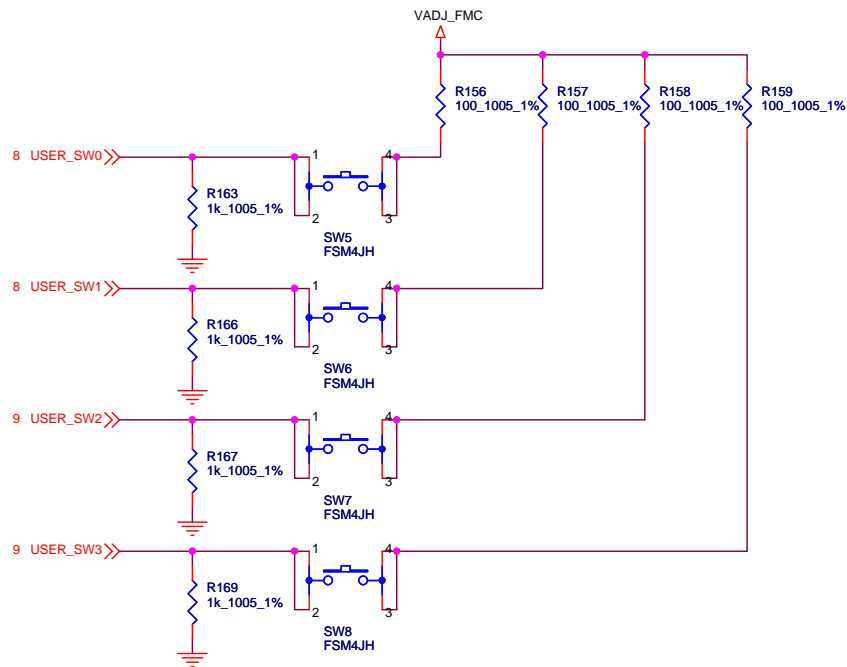 VADJ_FMC
R156 R157 R158 R159
100_1005_1% 100_1005_1% 100_1005_1% 100_1005_1%
8 USER_SW0 1 4
R163
1k_1005_1%
2 3
SW5
FSM4JH
8 USER_SW1 1 4
R166
1k_1005_1%
2 3
SW6
FSM4JH
9 USER_SW2 1 4
R167
1k_1005_1%
2 3
SW7
FSM4JH
9 USER_SW3 1 4
R169
1k_1005_1%
2 3
SW8
FSM4JH